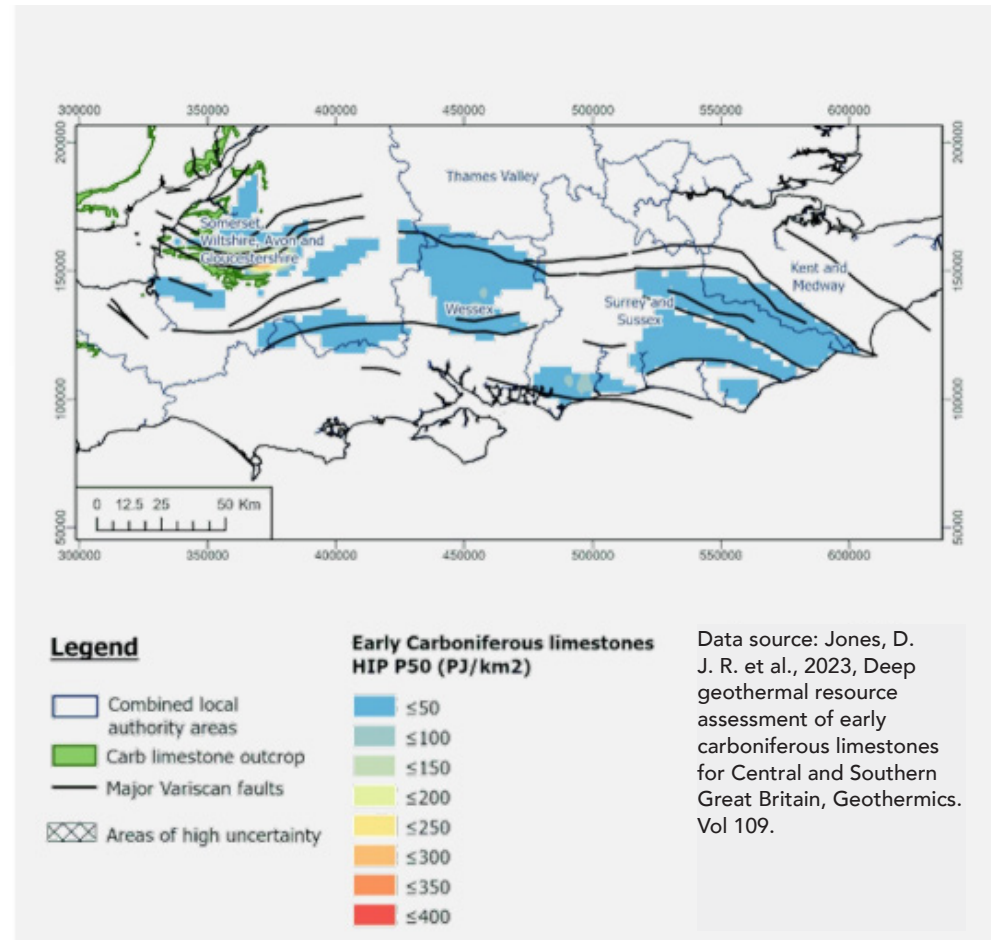 300000 350000 400000 450000 500000 550000 600000
200000 200000
Thames Valley
Somerset,
Wiltshire, Avon and
Gloucestershire
Kent and
Medway
150000 150000
Wessex
Surrey and
Sussex
100000 100000
0 12.5 25 50 Km
50000 50000
300000 350000 400000 450000 500000 550000 600000
Legend
Combined local
authority areas
Carb limestone outcrop
Major Variscan faults
Areas of high uncertainty
Early Carboniferous limestones
HIP P50 (PJ/km2)
≤50
≤100
≤150
≤200
≤250
≤300
≤350
≤400
Data source: Jones, D.
J. R. et al., 2023, Deep
geothermal resource
assessment of early
carboniferous limestones
for Central and Southern
Great Britain, Geothermics.
Vol 109.